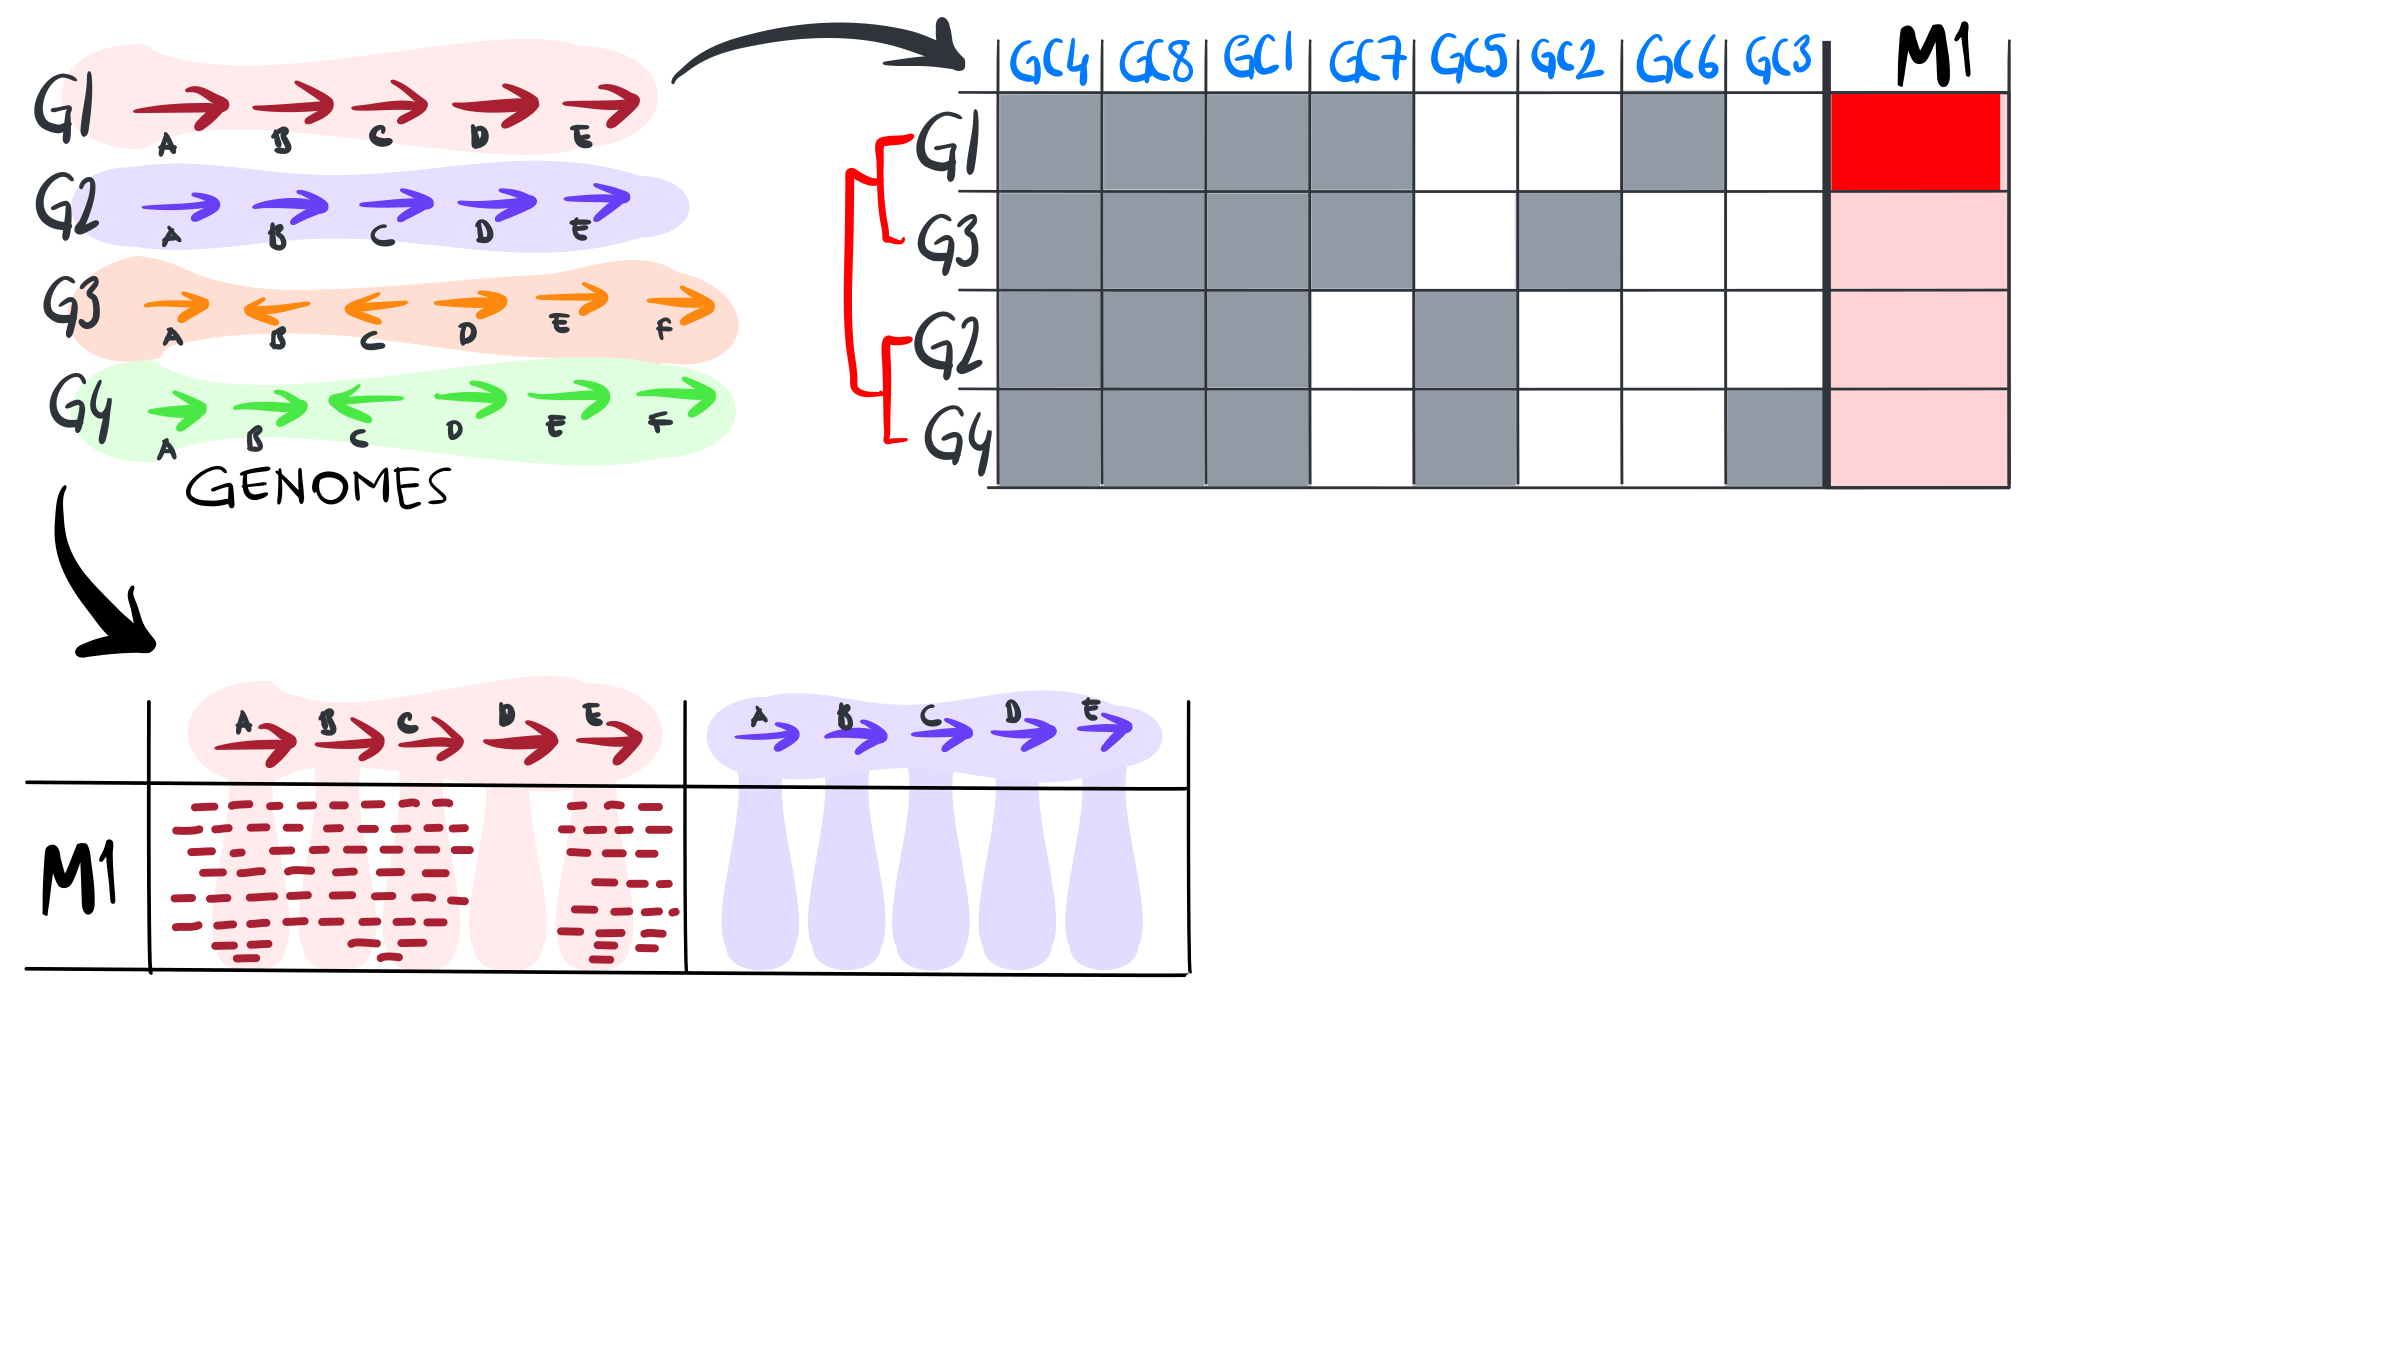 G1
A B C D E
G2
A B C D E
G3
A B C D E F
G4
A B C D E F
GENOMES
GC4 GC8 GC1 GC7 GC5 GC2 GC6 GC3 M1
G1
G3
G2
G4
A B C D E A B C D E
M1